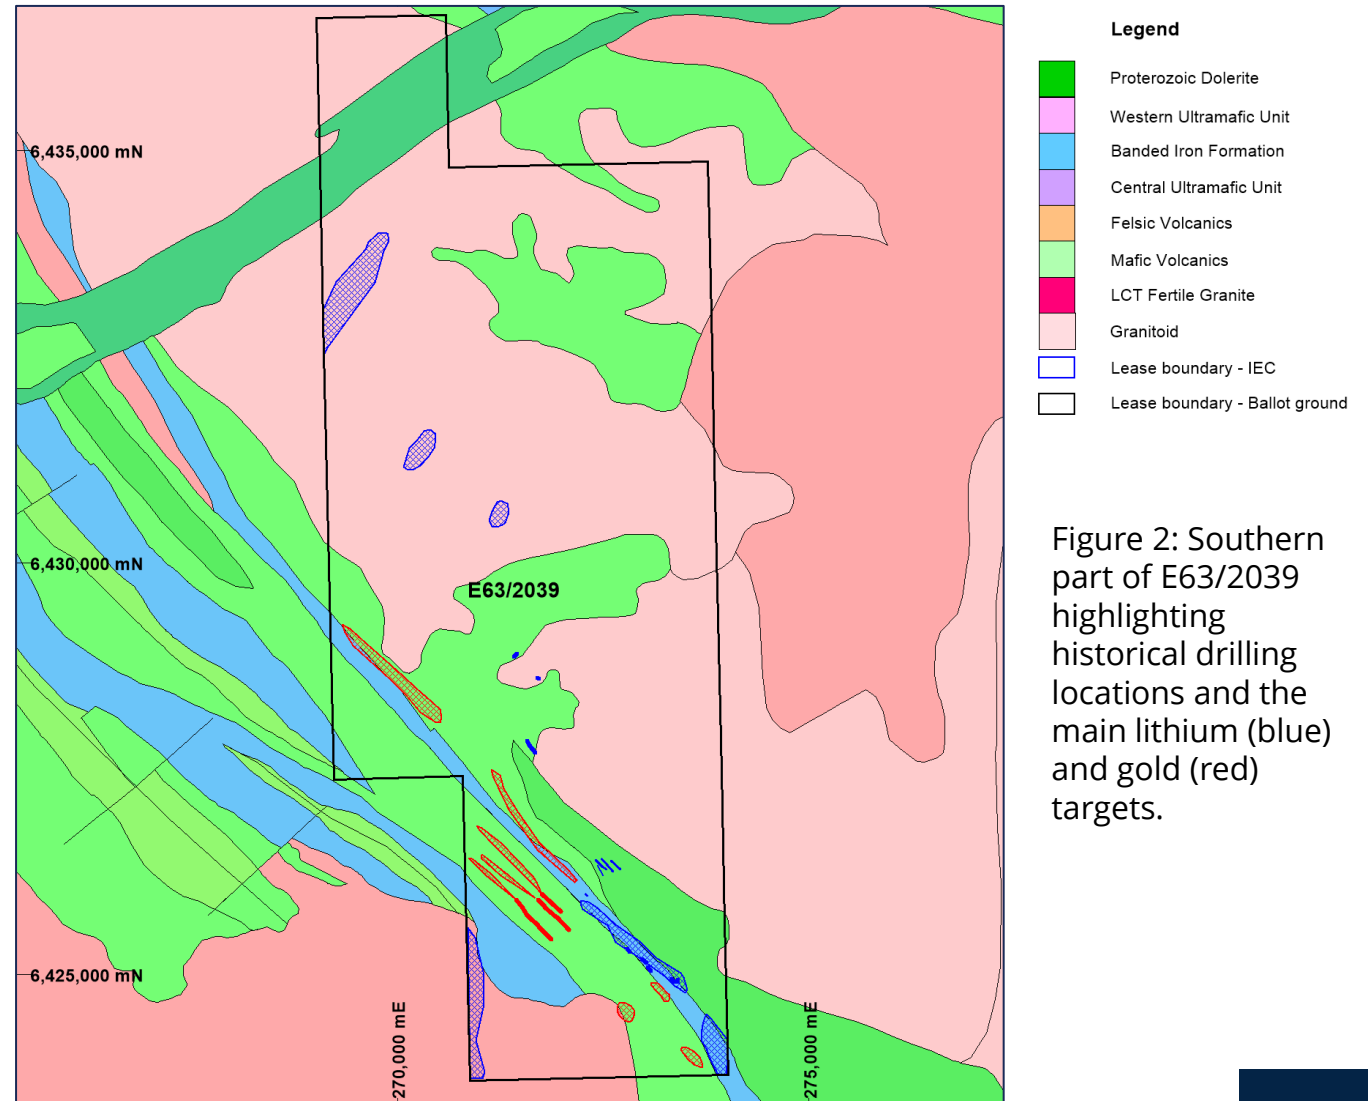 6,435,000 mN
6,430,000 mN
E63/2039
6,425,000 mN
270,000 mE
275,000 mE
Legend
Proterozoic Dolerite
Western Ultramafic Unit
Banded Iron Formation
Central Ultramafic Unit
Felsic Volcanics
Mafic Volcanics
LCT Fertile Granite
Granitoid
Lease boundary - IEC
Lease boundary - Ballot ground
Figure 2: Southern
part of E63/2039
highlighting
historical drilling
locations and the
main lithium (blue)
and gold (red)
targets.